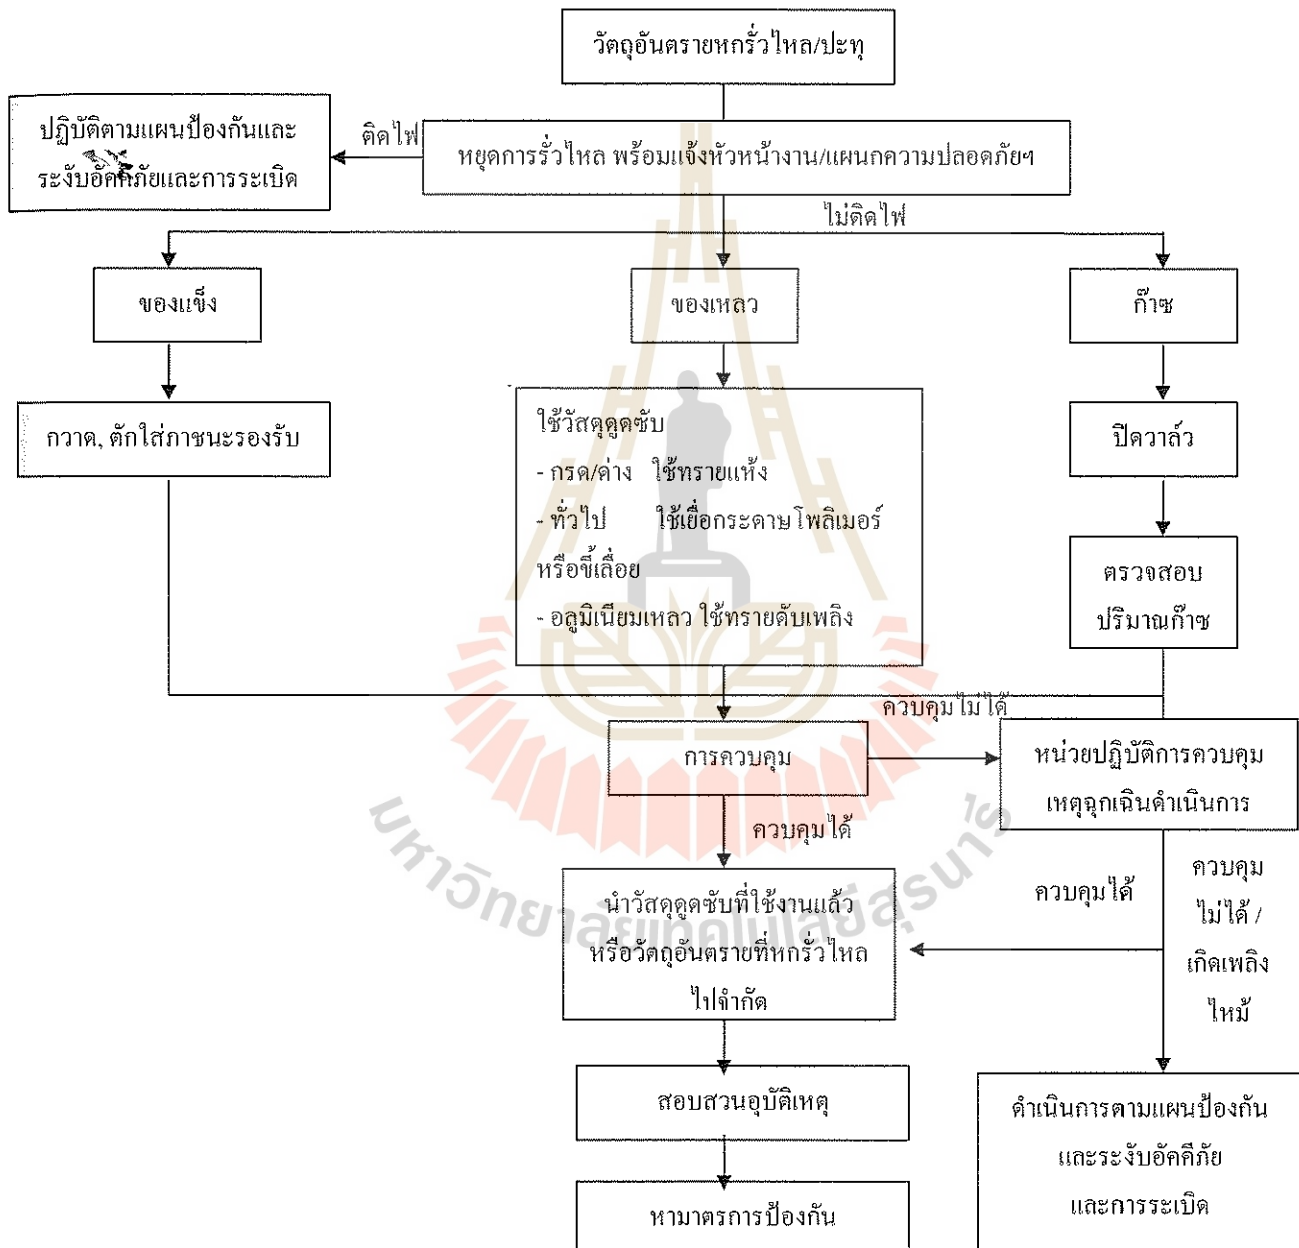 วัตถุอันตรายหกรั่วไหล/ปะทุ
ปฏิบัติตามแผนป้องกันและ
ระงับอัคคีภัยและการระเบิด
ติดไฟ
หยุดการรั่วไหล พร้อมแจ้งหัวหน้างาน/แผนกความปลอดภัยฯ
ไม่ติดไฟ
ของแข็ง
ของเหลว
ก๊าซ
กวาด, ตักใส่ภาชนะรองรับ
ใช้วัสดุดูดซับ
- กรด/ด่าง ใช้ทรายแห้ง
- ทั่วไป ใช้เยื่อกระดาษโพลิเมอร์
หรือขี้เลื่อย
- อลูมิเนียมเหลว ใช้ทรายดับเพลิง
ปิดวาล์ว
ตรวจสอบ
ปริมาณก๊าซ
ควบคุมไม่ได้
การควบคุม
หน่วยปฏิบัติการควบคุม
เหตุฉุกเฉินดำเนินการ
ควบคุมได้
นำวัสดุดูดซับที่ใช้งานแล้ว
หรือวัตถุอันตรายที่หกรั่วไหล
ไปจำกัด
ควบคุมได้
ควบคุม
ไม่ได้ /
เกิดเพลิง
ไหม้
สอบสวนอุบัติเหตุ
หามาตรการป้องกัน
ดำเนินการตามแผนป้องกัน
และระงับอัคคีภัย
และการระเบิด
มหาวิทยาลัยเทคโนโลยีสุรนารี